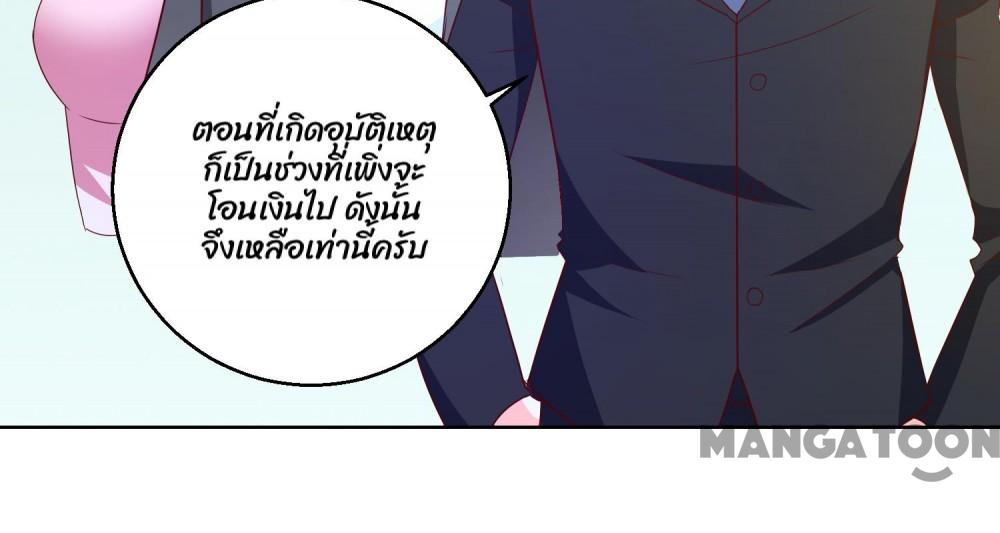 ตอนที่เกิดอุบัติเหตุ
ก็เป็นช่วงที่เพิ่งจะ
โอนเงินไป ดังนั้น
จึงเหลือเท่านี้ครับ
MANGATOON